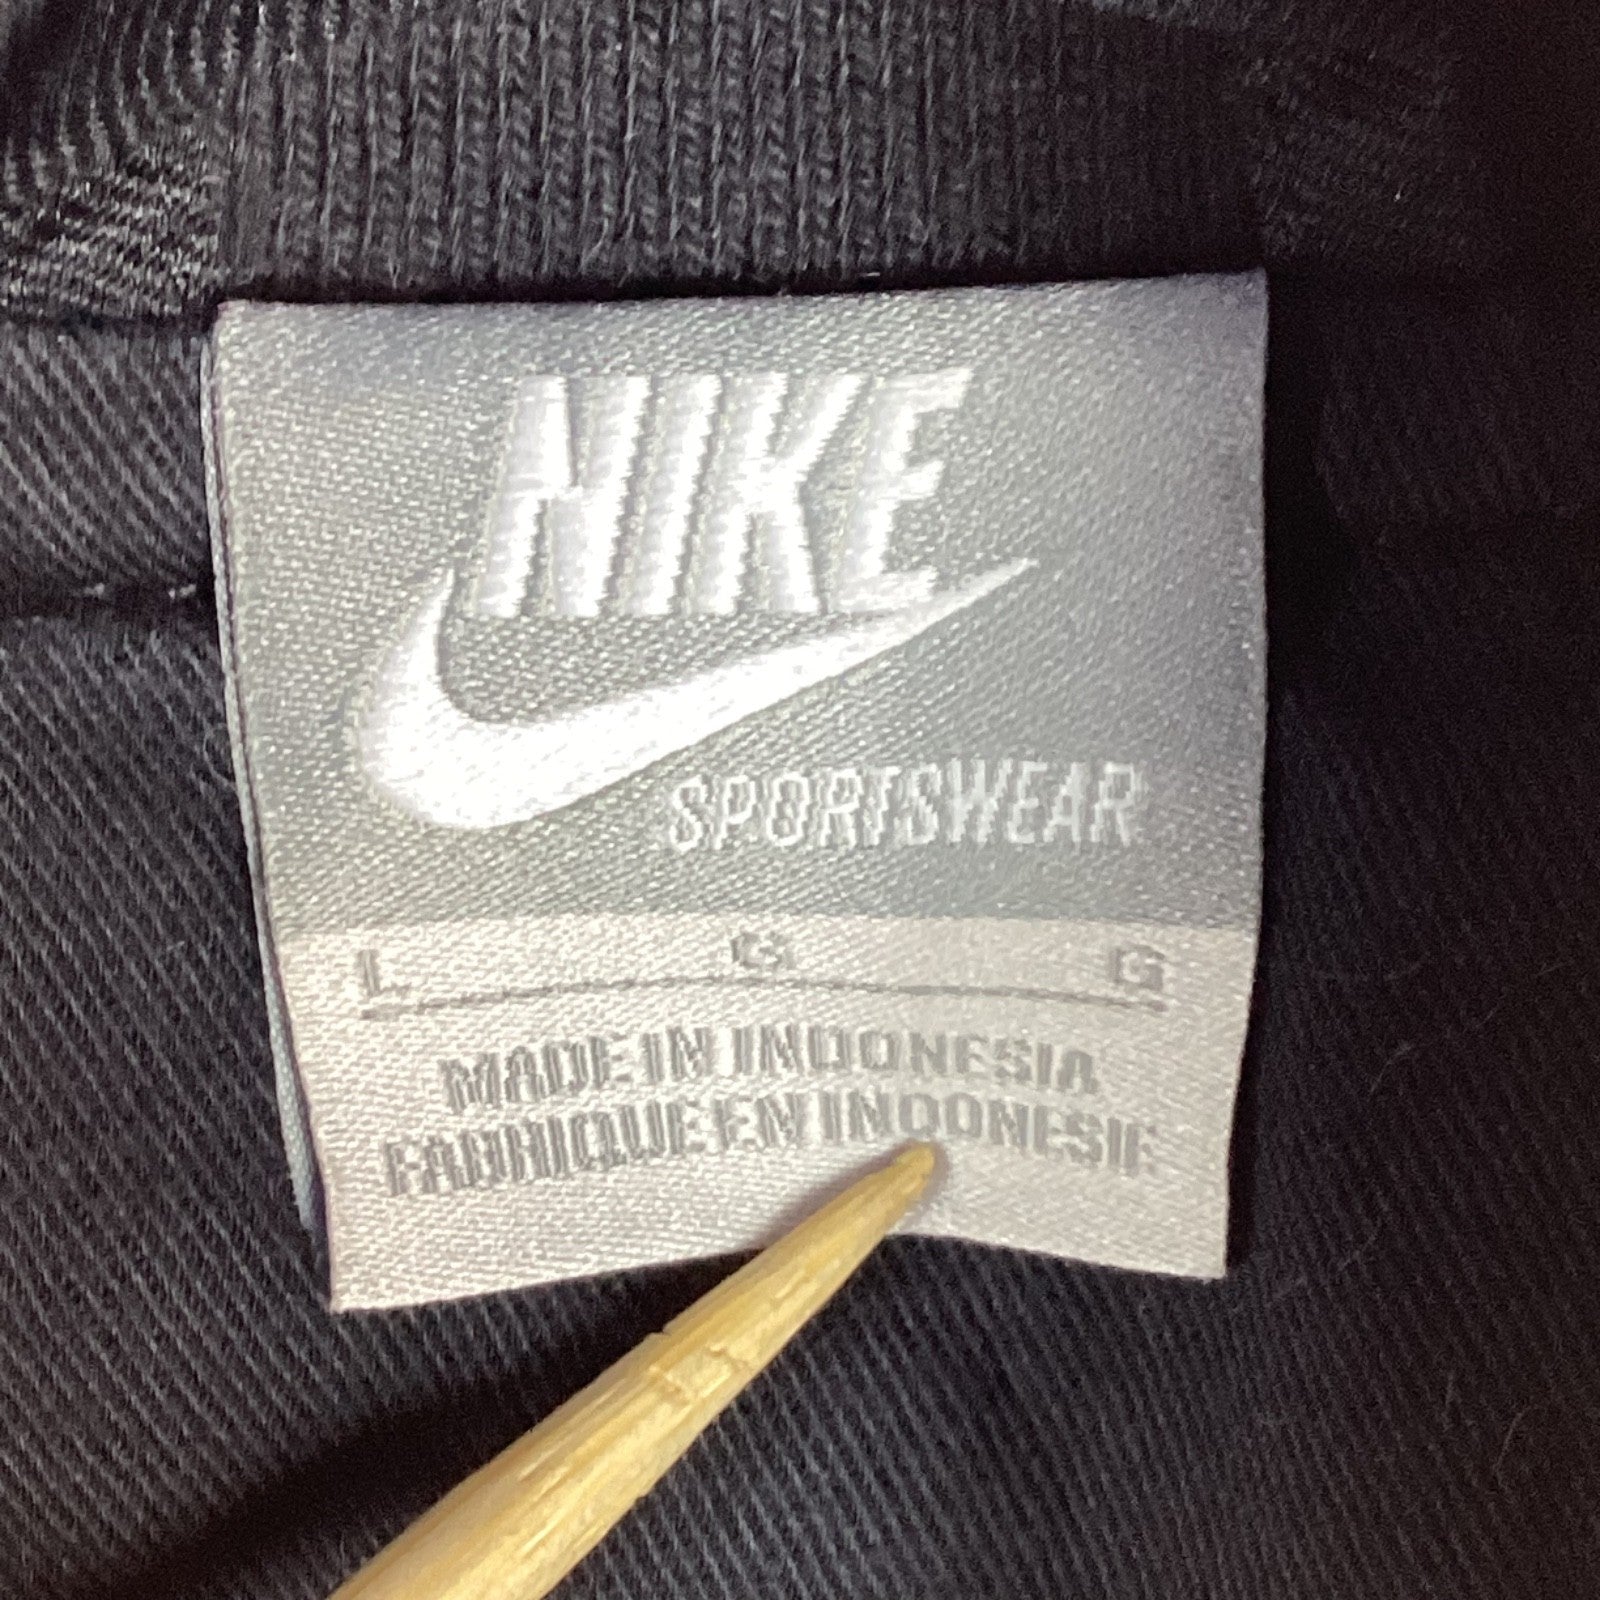 NIKE
SPORTSWEAR
L G G
MADE IN INDONESIA
FABRIQUE EN INDONESIE